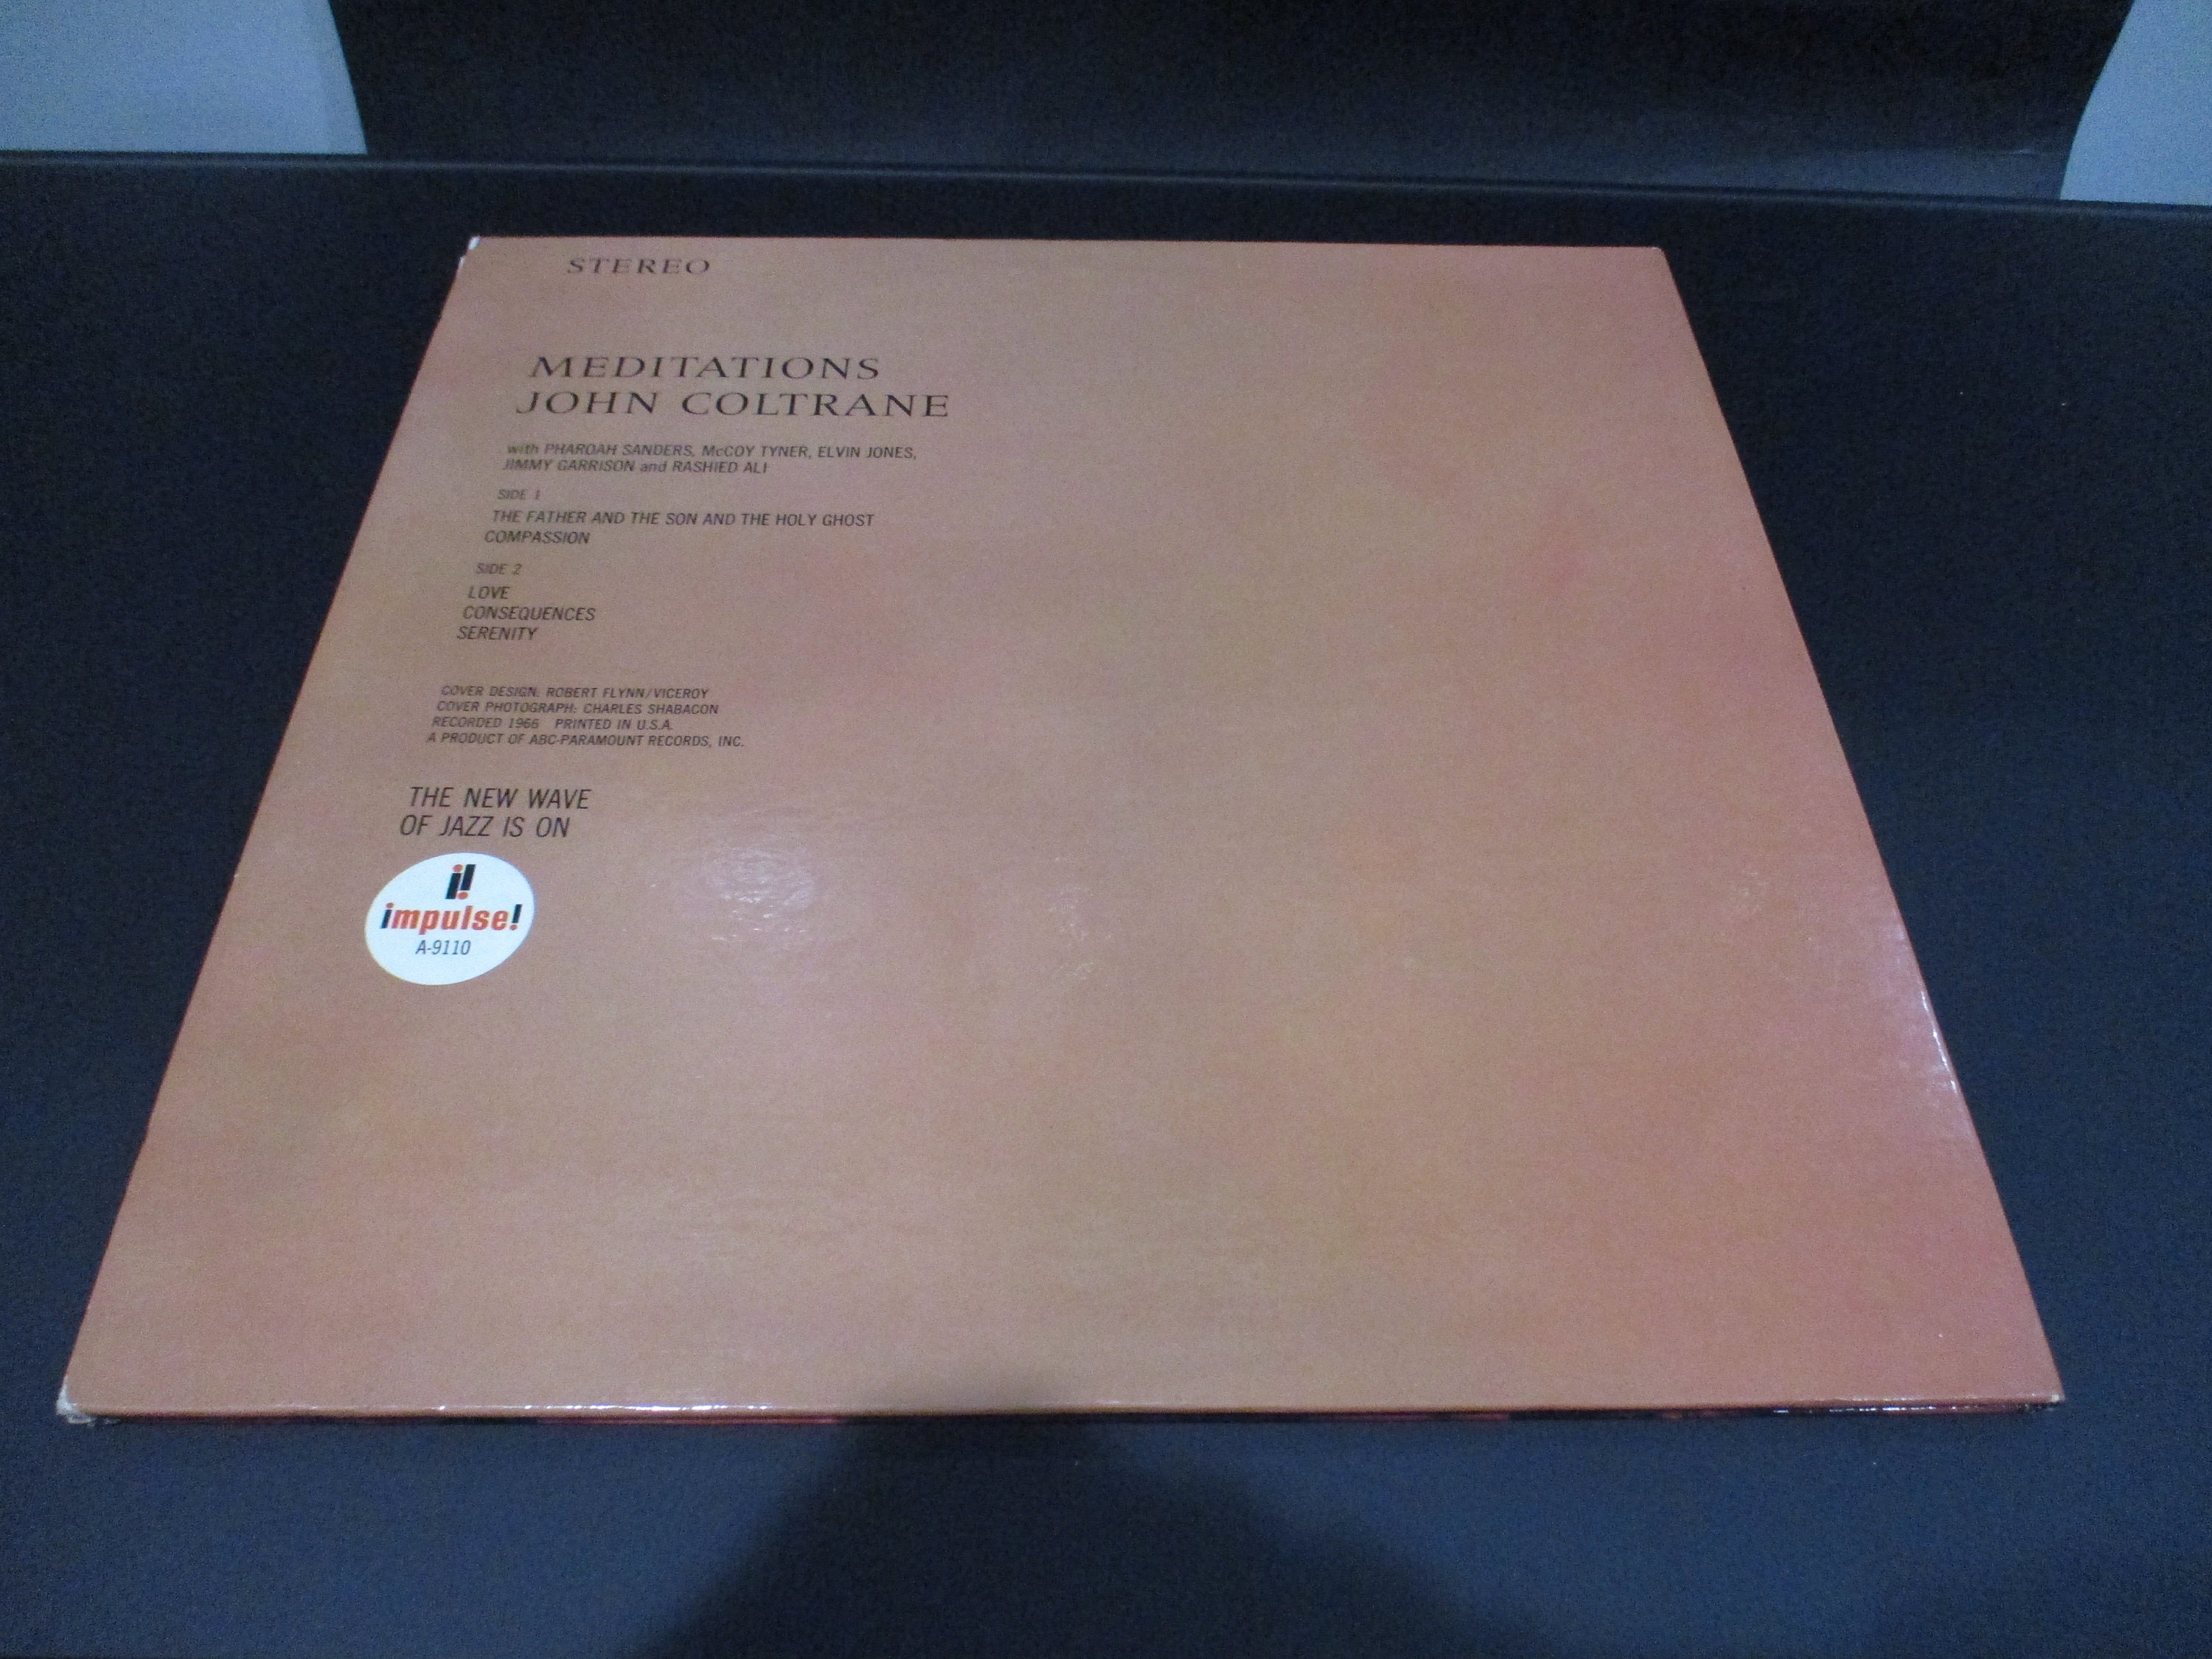 STEREO
MEDITATIONS
JOHN COLTRANE
with PHAROAH SANDERS, McCOY TYNER, ELVIN JONES,
JIMMY GARRISON and RASHIED ALI
SIDE 1
THE FATHER AND THE SON AND THE HOLY GHOST
COMPASSION
SIDE 2
LOVE
CONSEQUENCES
SERENITY
COVER DESIGN: ROBERT FLYNN/VICEROY
COVER PHOTOGRAPH: CHARLES SHABACON
RECORDED 1966 PRINTED IN U.S.A.
A PRODUCT OF ABC-PARAMOUNT RECORDS, INC.
THE NEW WAVE
OF JAZZ IS ON
i!
impulse!
A-9110